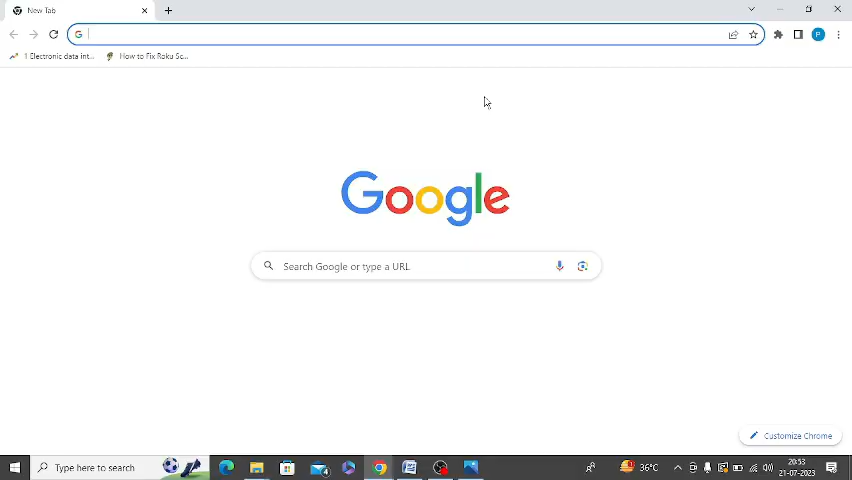 New Tab
1 Electronic data int...
How to Fix Roku Sc...
P
Google
Search Google or type a URL
Customize Chrome
Type here to search
4
36°C
20:53
21-07-2023